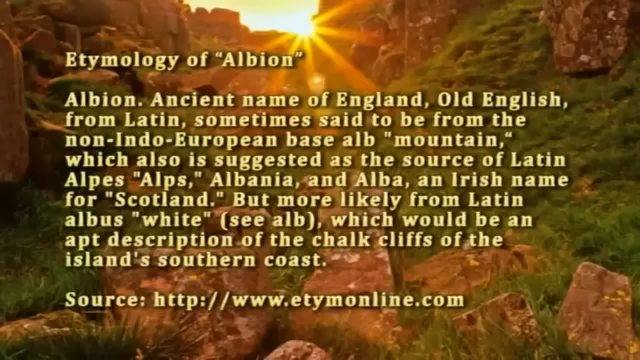 Etymology of “Albion”
Albion. Ancient name of England, Old English,
from Latin, sometimes said to be from the
non-Indo-European base alb "mountain,“
which also is suggested as the source of Latin
Alpes "Alps," Albania, and Alba, an Irish name
for "Scotland." But more likely from Latin
albus "white" (see alb), which would be an
apt description of the chalk cliffs of the
island's southern coast.
Source: http://www.etymonline.com